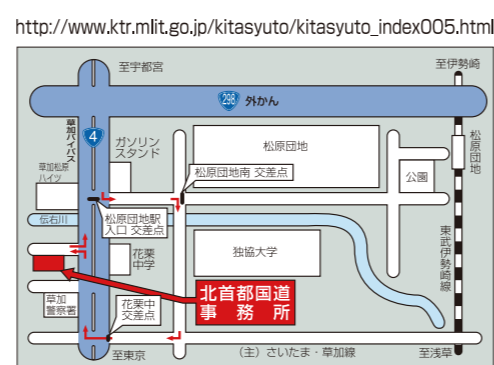 http://www.ktr.mlit.go.jp/kitasyuto/kitasyuto_index005.html
至宇都宮
至伊勢崎
298 外かん
4
草加バイパス
ガソリン
スタンド
松原団地
松原団地
草加松原
ハイツ
松原団地南 交差点
公園
伝右川
松原団地駅
入口 交差点
花栗
中学
独協大学
東武伊勢崎線
北首都国道
事務所
草加
警察署
花栗中
交差点
至東京
(主)さいたま・草加線
至浅草